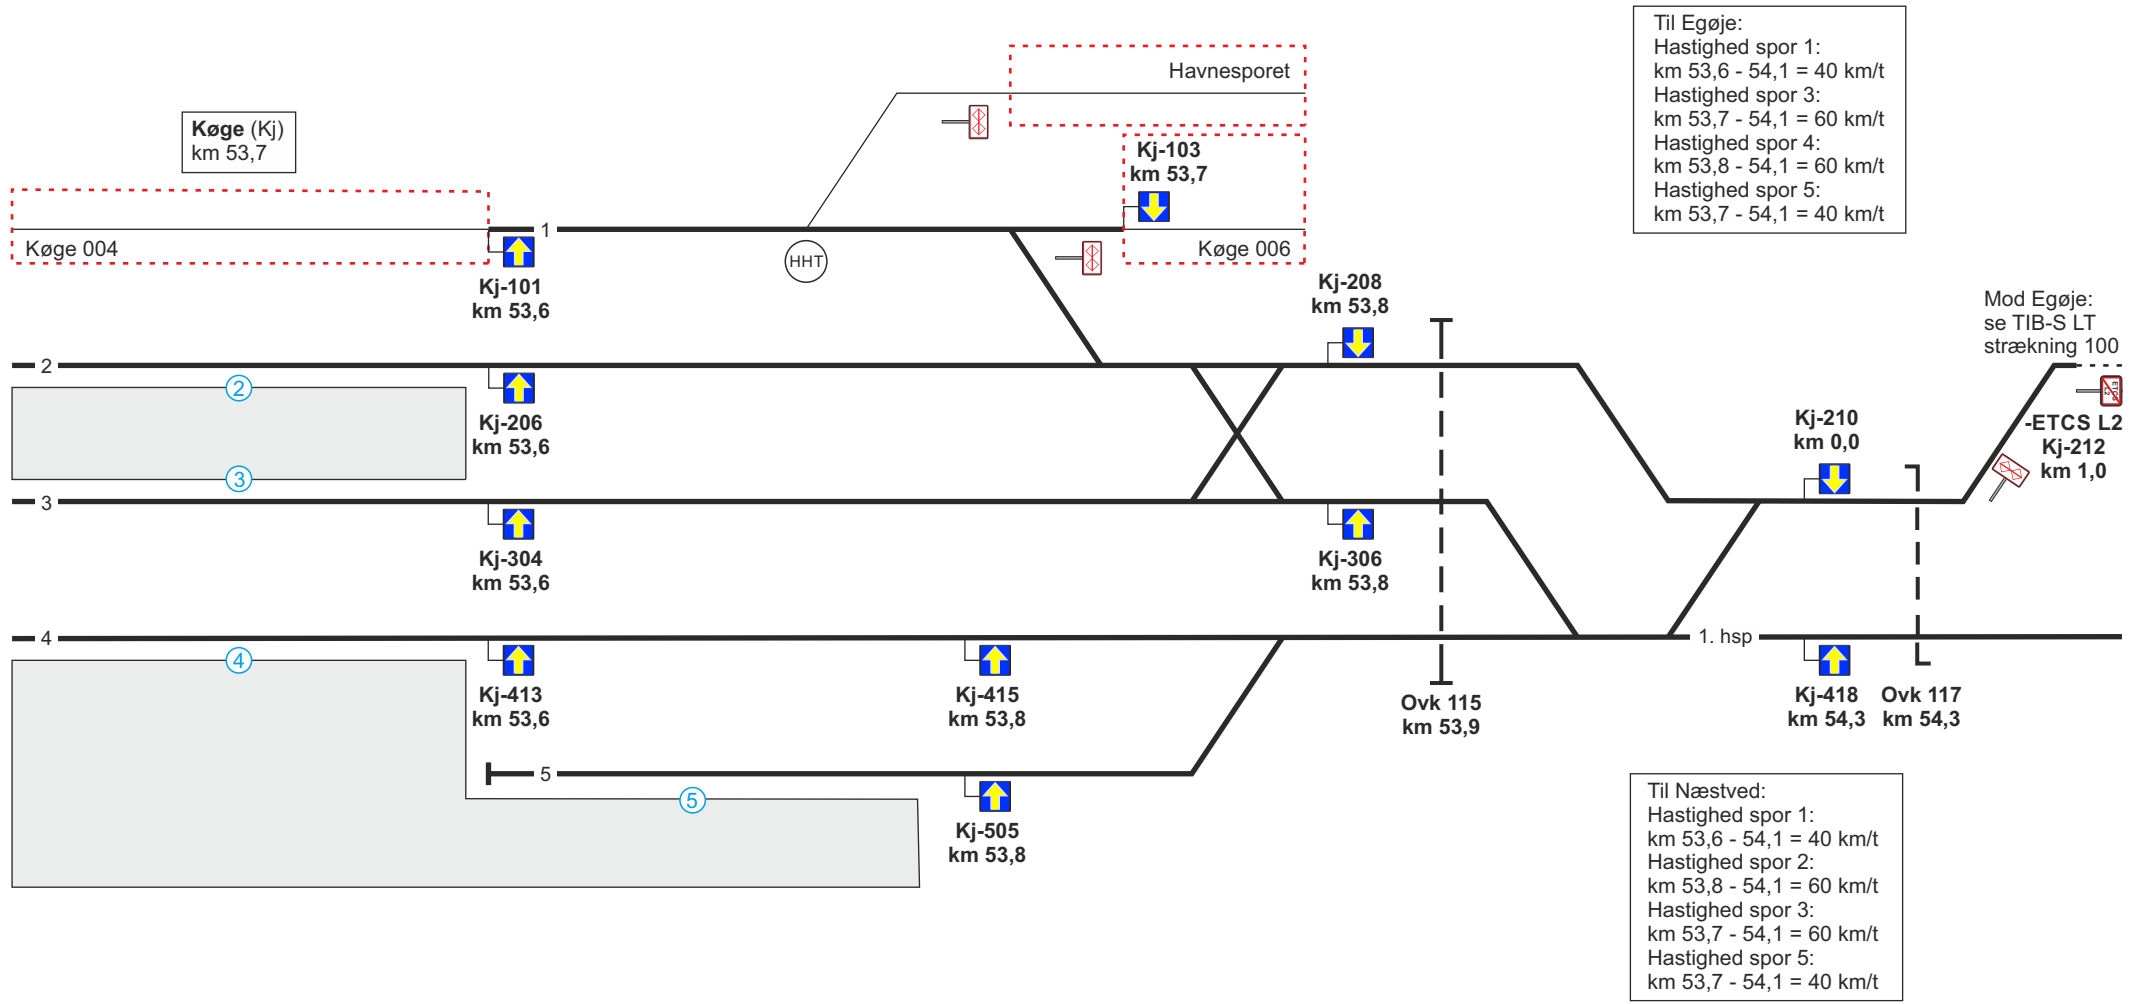 Til Egøje:
Hastighed spor 1:
km 53,6 - 54,1 = 40 km/t
Hastighed spor 3:
km 53,7 - 54,1 = 60 km/t
Hastighed spor 4:
km 53,8 - 54,1 = 60 km/t
Hastighed spor 5:
km 53,7 - 54,1 = 40 km/t
Havnesporet
Køge (Kj)
km 53,7
Kj-103
km 53,7
1
Køge 004
HHT
Køge 006
Kj-101
km 53,6
Kj-208
km 53,8
Mod Egøje:
se TIB-S LT
strækning 100
2
2
Kj-206
km 53,6
ETCS
L2
-ETCS L2
Kj-212
km 1,0
Kj-210
km 0,0
3
3
Kj-304
km 53,6
Kj-306
km 53,8
4
1. hsp
4
Kj-413
km 53,6
Kj-415
km 53,8
Ovk 115
km 53,9
Kj-418
km 54,3
Ovk 117
km 54,3
5
5
Kj-505
km 53,8
Til Næstved:
Hastighed spor 1:
km 53,6 - 54,1 = 40 km/t
Hastighed spor 2:
km 53,8 - 54,1 = 60 km/t
Hastighed spor 3:
km 53,7 - 54,1 = 60 km/t
Hastighed spor 5:
km 53,7 - 54,1 = 40 km/t